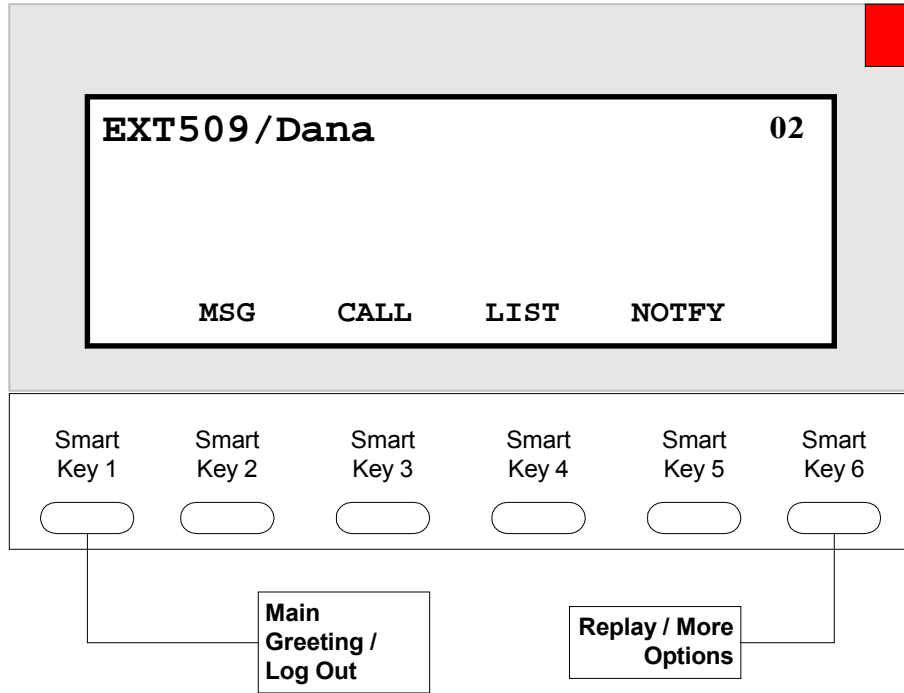 EXT509/Dana 02
MSG CALL LIST NOTFY
Smart Smart Smart Smart Smart Smart
Key 1 Key 2 Key 3 Key 4 Key 5 Key 6
Main
Greeting /
Log Out
Replay / More
Options